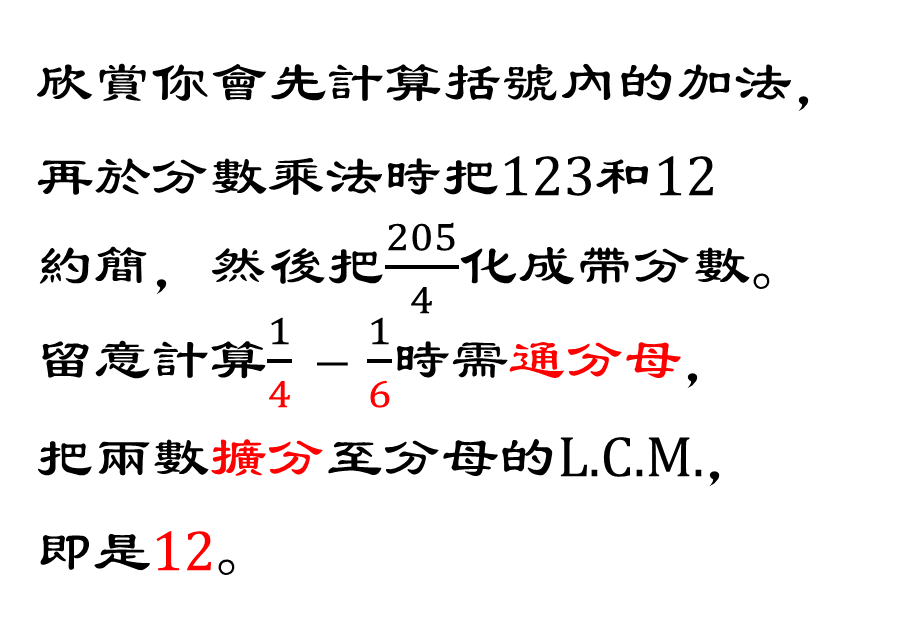 欣賞你會先計算括號內的加法，
再於分數乘法時把123和12
約簡，然後把205/4化成帶分數。
留意計算1/4 − 1/6時需通分母，
把兩數擴分至分母的L.C.M.，
即是12。